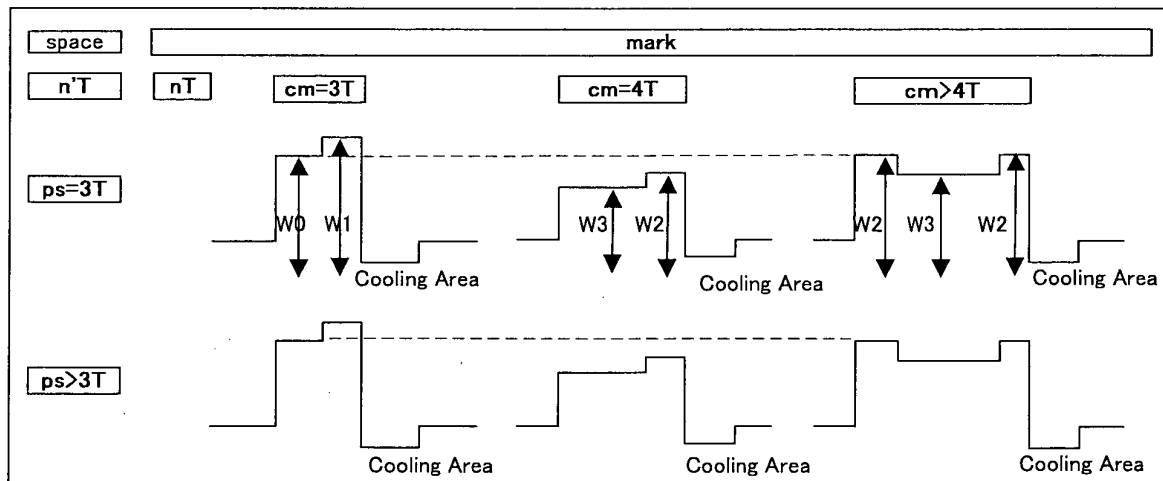 space mark
n'T nT cm=3T cm=4T cm>4T
ps=3T
W0 W1 W3 W2 W2 W3 W2
Cooling Area Cooling Area Cooling Area
ps>3T
Cooling Area Cooling Area Cooling Area